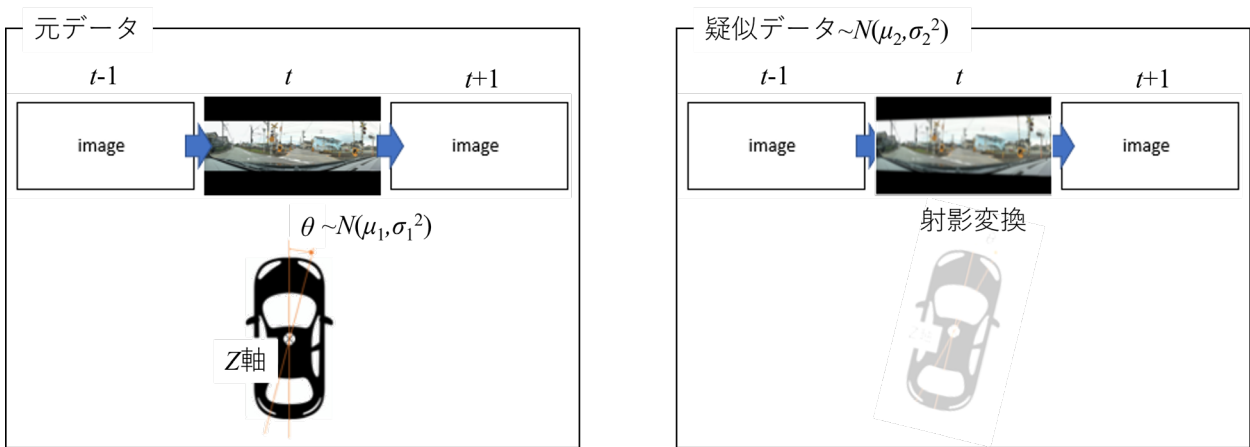 元データ
t-1
t
t+1
image
image
θ ~N(μ₁,σ₁²)
Z軸
疑似データ~N(μ₂,σ₂²)
t-1
t
t+1
image
image
射影変換